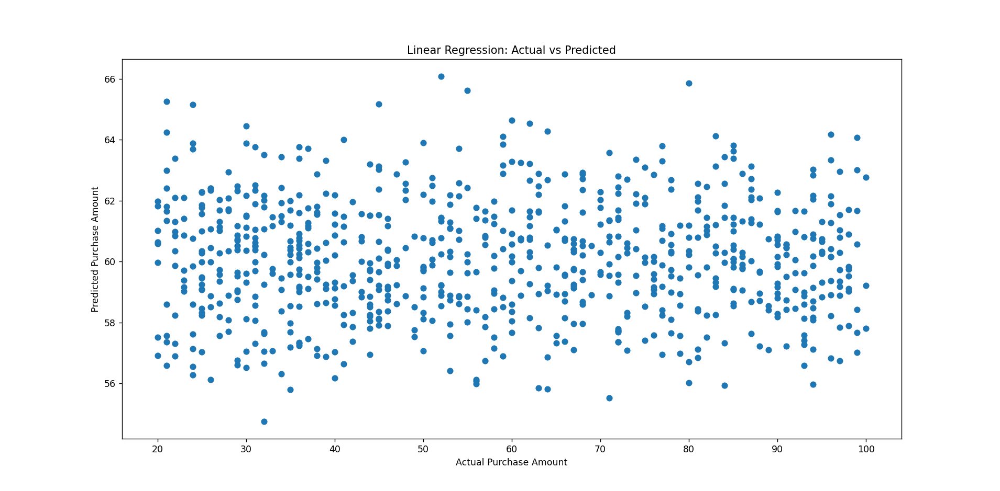 Linear Regression: Actual vs Predicted
66
64
62
60
58
56
Predicted Purchase Amount
20 30 40 50 60 70 80 90 100
Actual Purchase Amount